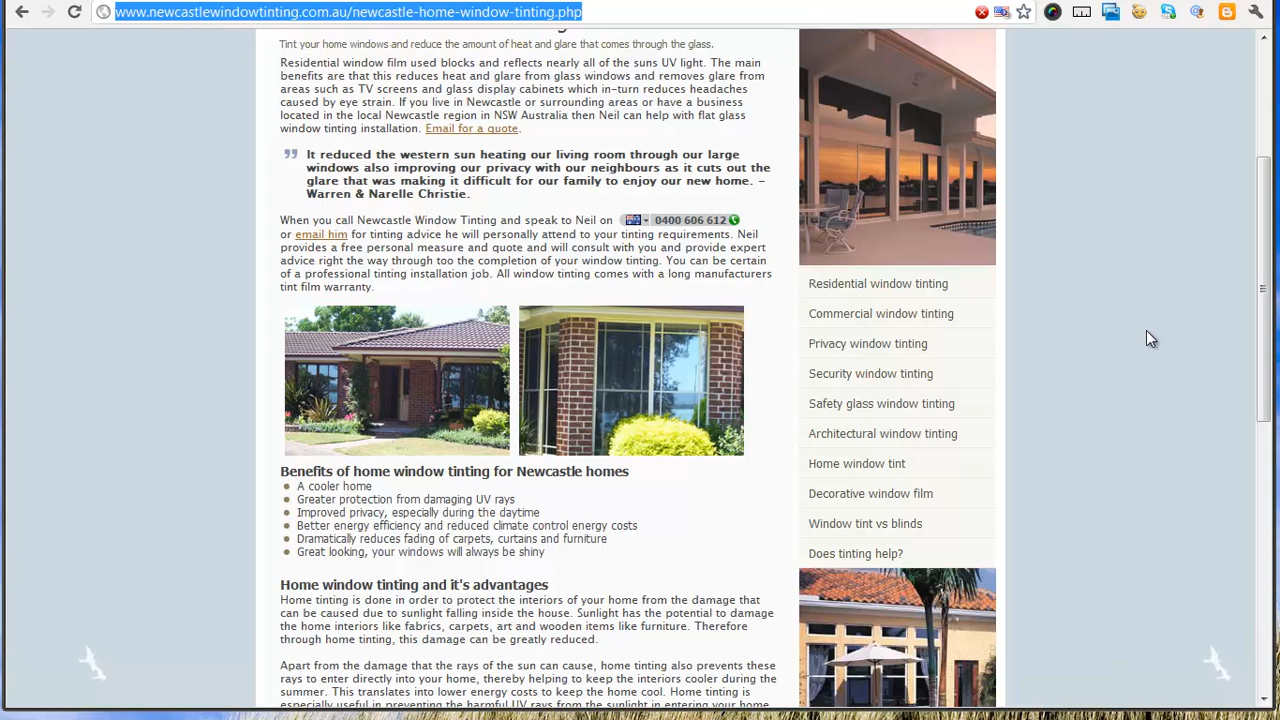 www.newcastlewindowtinting.com.au/newcastle-home-window-tinting.php
Tint your home windows and reduce the amount of heat and glare that comes through the glass.
Residential window film used blocks and reflects nearly all of the suns UV light. The main
benefits are that this reduces heat and glare from glass windows and removes glare from
areas such as TV screens and glass display cabinets which in-turn reduces headaches
caused by eye strain. If you live in Newcastle or surrounding areas or have a business
located in the local Newcastle region in NSW Australia then Neil can help with flat glass
window tinting installation. Email for a quote.
It reduced the western sun heating our living room through our large
windows also improving our privacy with our neighbours as it cuts out the
glare that was making it difficult for our family to enjoy our new home. –
Warren & Narelle Christie.
When you call Newcastle Window Tinting and speak to Neil on 0400 606 612
or email him for tinting advice he will personally attend to your tinting requirements. Neil
provides a free personal measure and quote and will consult with you and provide expert
advice right the way through too the completion of your window tinting. You can be certain
of a professional tinting installation job. All window tinting comes with a long manufacturers
tint film warranty.
Benefits of home window tinting for Newcastle homes
A cooler home
Greater protection from damaging UV rays
Improved privacy, especially during the daytime
Better energy efficiency and reduced climate control energy costs
Dramatically reduces fading of carpets, curtains and furniture
Great looking, your windows will always be shiny
Home window tinting and it's advantages
Home tinting is done in order to protect the interiors of your home from the damage that
can be caused due to sunlight falling inside the house. Sunlight has the potential to damage
the home interiors like fabrics, carpets, art and wooden items like furniture. Therefore
through home tinting, this damage can be greatly reduced.
Apart from the damage that the rays of the sun can cause, home tinting also prevents these
rays to enter directly into your home, thereby helping to keep the interiors cooler during the
summer. This translates into lower energy costs to keep the home cool. Home tinting is
especially useful in preventing the harmful UV rays from the sunlight in entering your home
Residential window tinting
Commercial window tinting
Privacy window tinting
Security window tinting
Safety glass window tinting
Architectural window tinting
Home window tint
Decorative window film
Window tint vs blinds
Does tinting help?